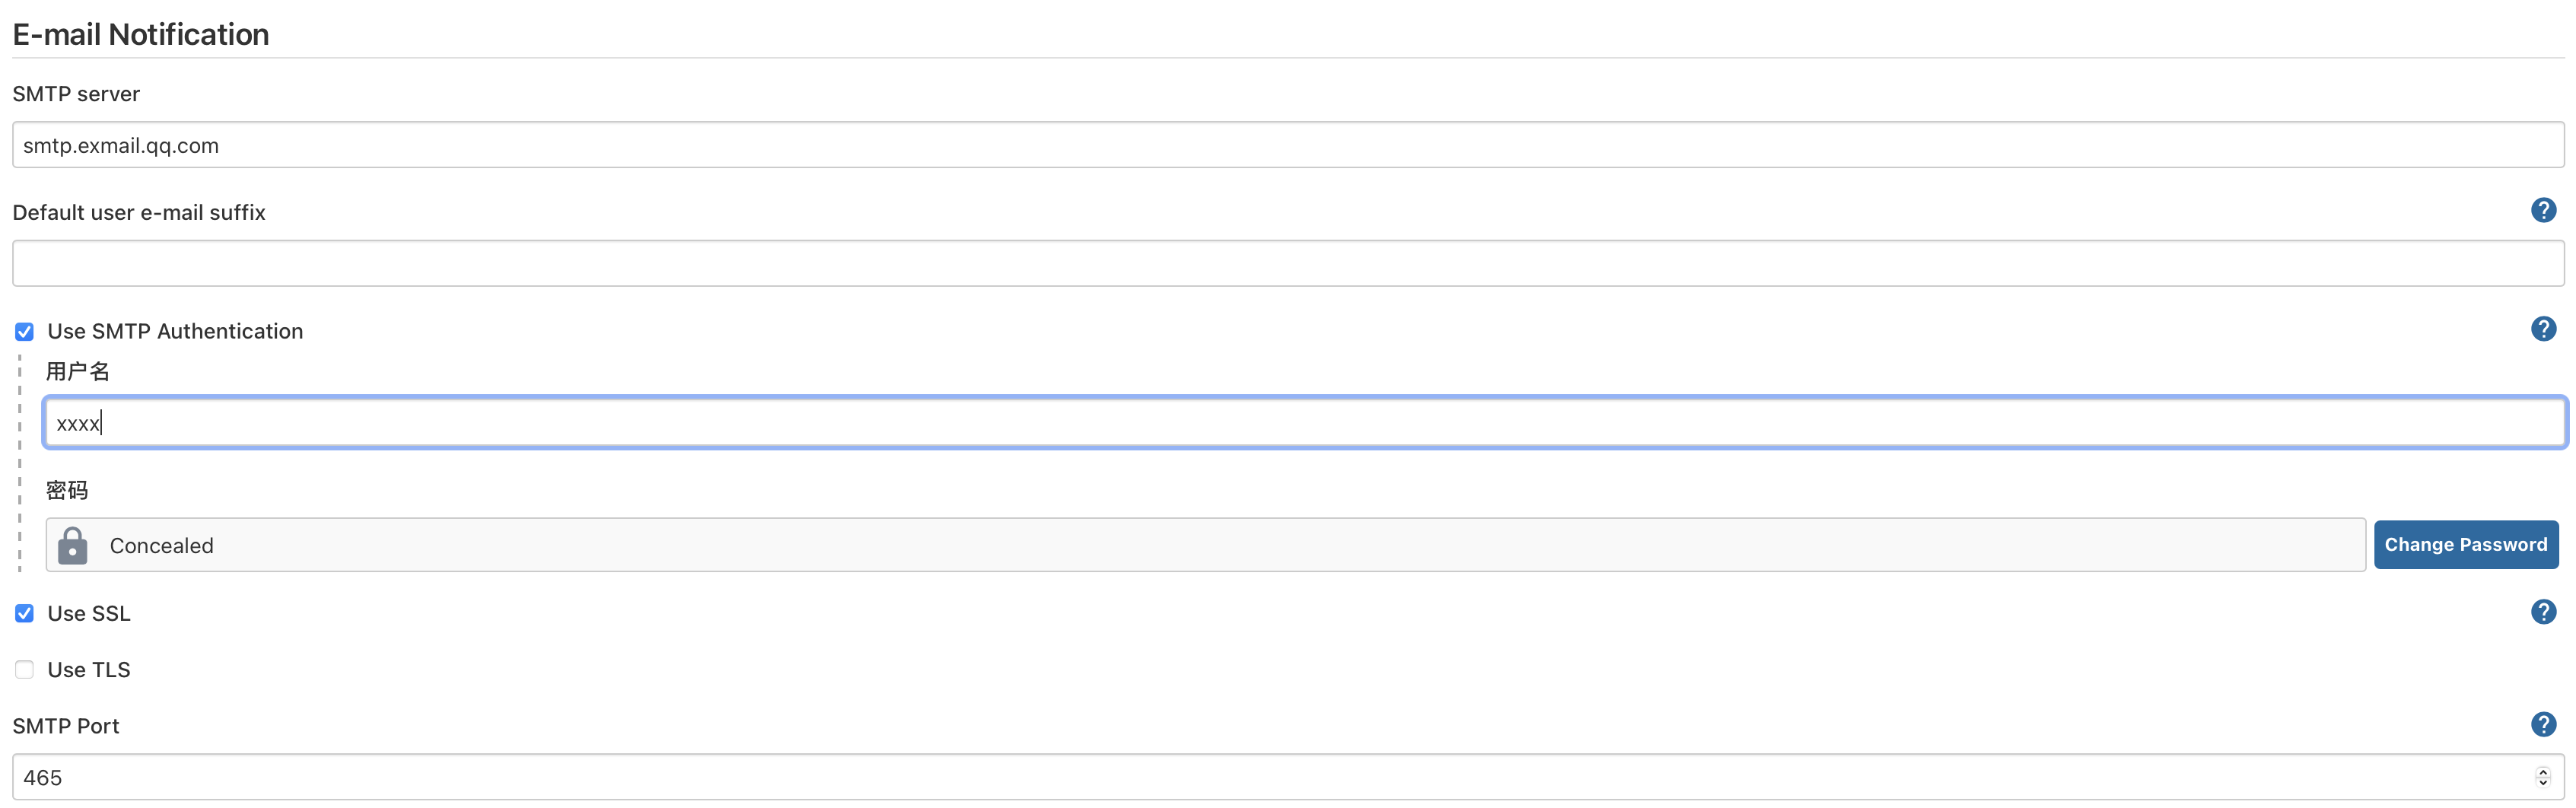 E-mail Notification
SMTP server
smtp.exmail.qq.com
Default user e-mail suffix
?
Use SMTP Authentication
?
用户名
xxxx
密码
Concealed
Change Password
Use SSL
?
Use TLS
SMTP Port
?
465